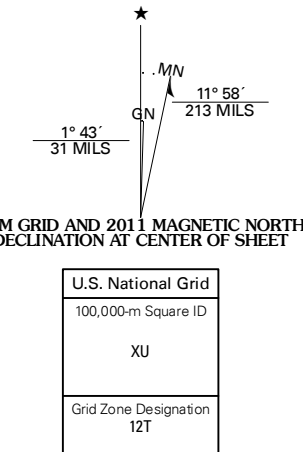 ★
MN
GN
11° 58´
213 MILS
1° 43´
31 MILS
M GRID AND 2011 MAGNETIC NORTH
DECLINATION AT CENTER OF SHEET
U.S. National Grid
100,000-m Square ID
XU
Grid Zone Designation
12T